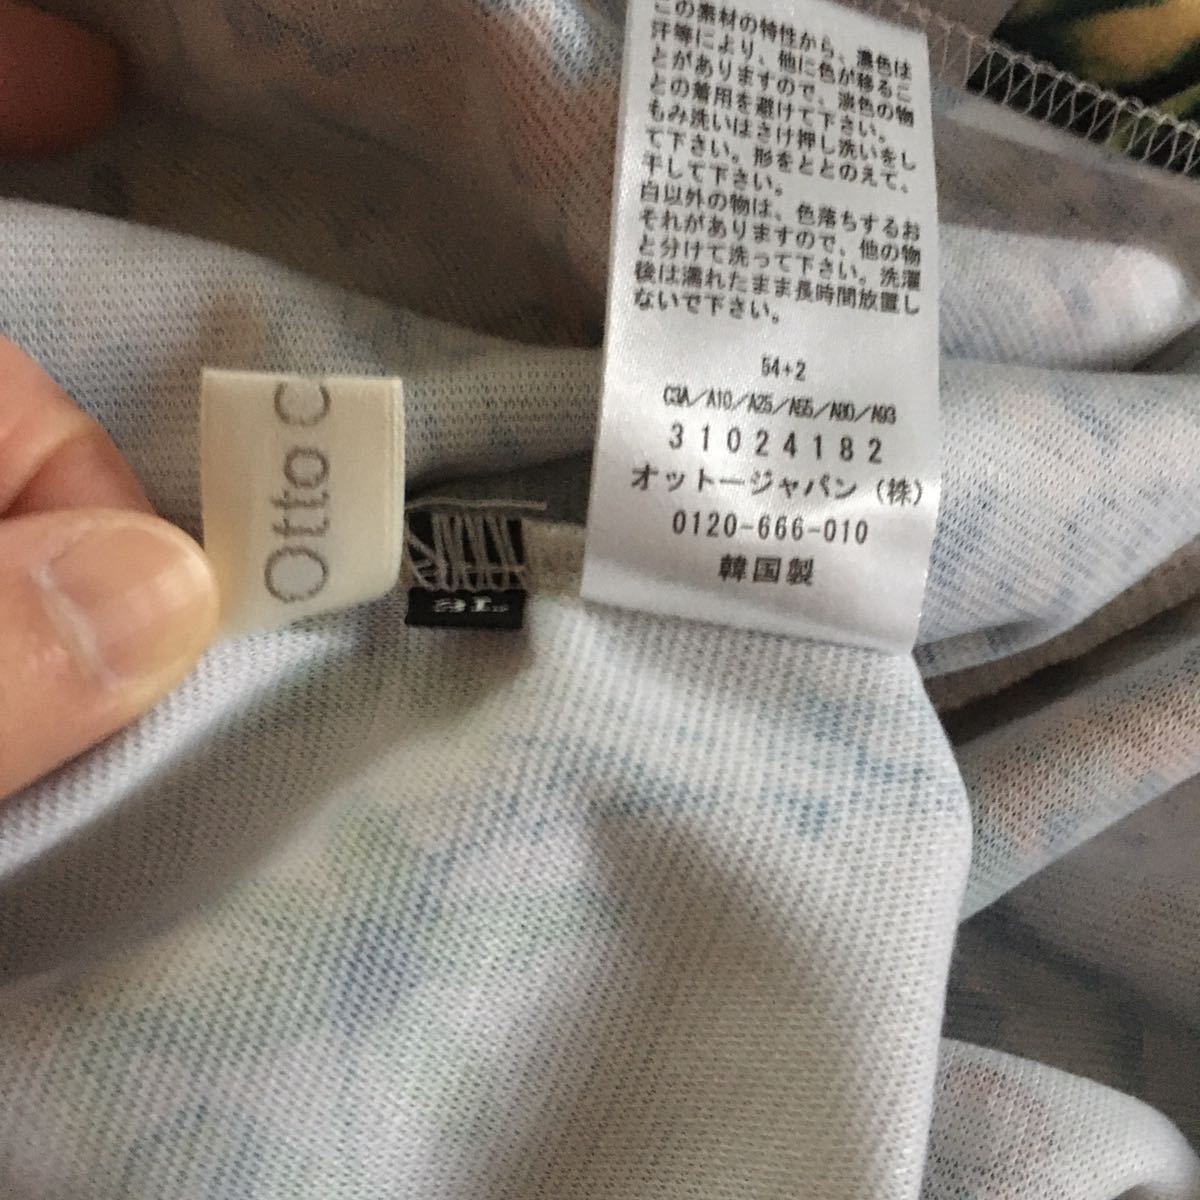 この素材の特性から、濃色は
汗等により、他に色が移るこ
とがありますので、淡色の物
との着用を避けて下さい。
もみ洗いはさけ押し洗いをし
て下さい。形をととのえて、
干して下さい。
白以外の物は、色落ちするお
それがありますので、他の物
と分けて洗って下さい。洗濯
後は濡れたまま長時間放置し
ないで下さい。
54+2
C3A/A10/A25/A55/A80/A93
31024182
オットージャパン(株)
0120-666-010
韓国製
Otto C